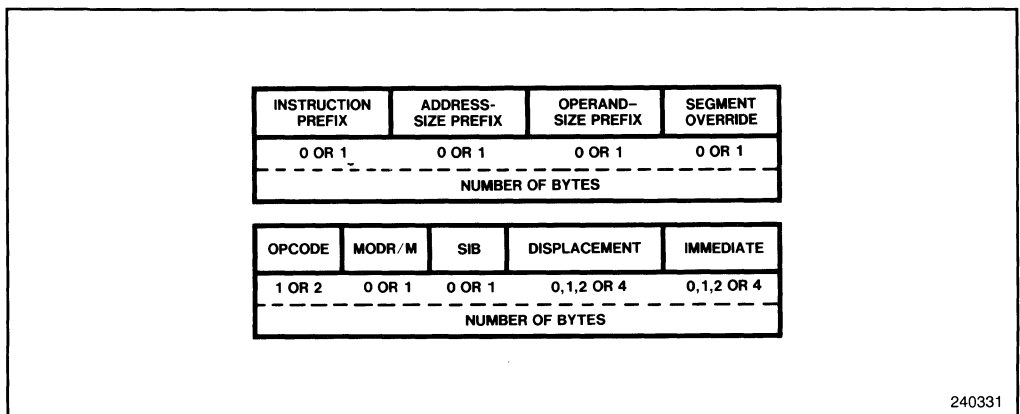 INSTRUCTION PREFIX ADDRESS-SIZE PREFIX OPERAND-SIZE PREFIX SEGMENT OVERRIDE
0 OR 1 0 OR 1 0 OR 1 0 OR 1
NUMBER OF BYTES
OPCODE MODR/M SIB DISPLACEMENT IMMEDIATE
1 OR 2 0 OR 1 0 OR 1 0,1,2 OR 4 0,1,2 OR 4
NUMBER OF BYTES
240331